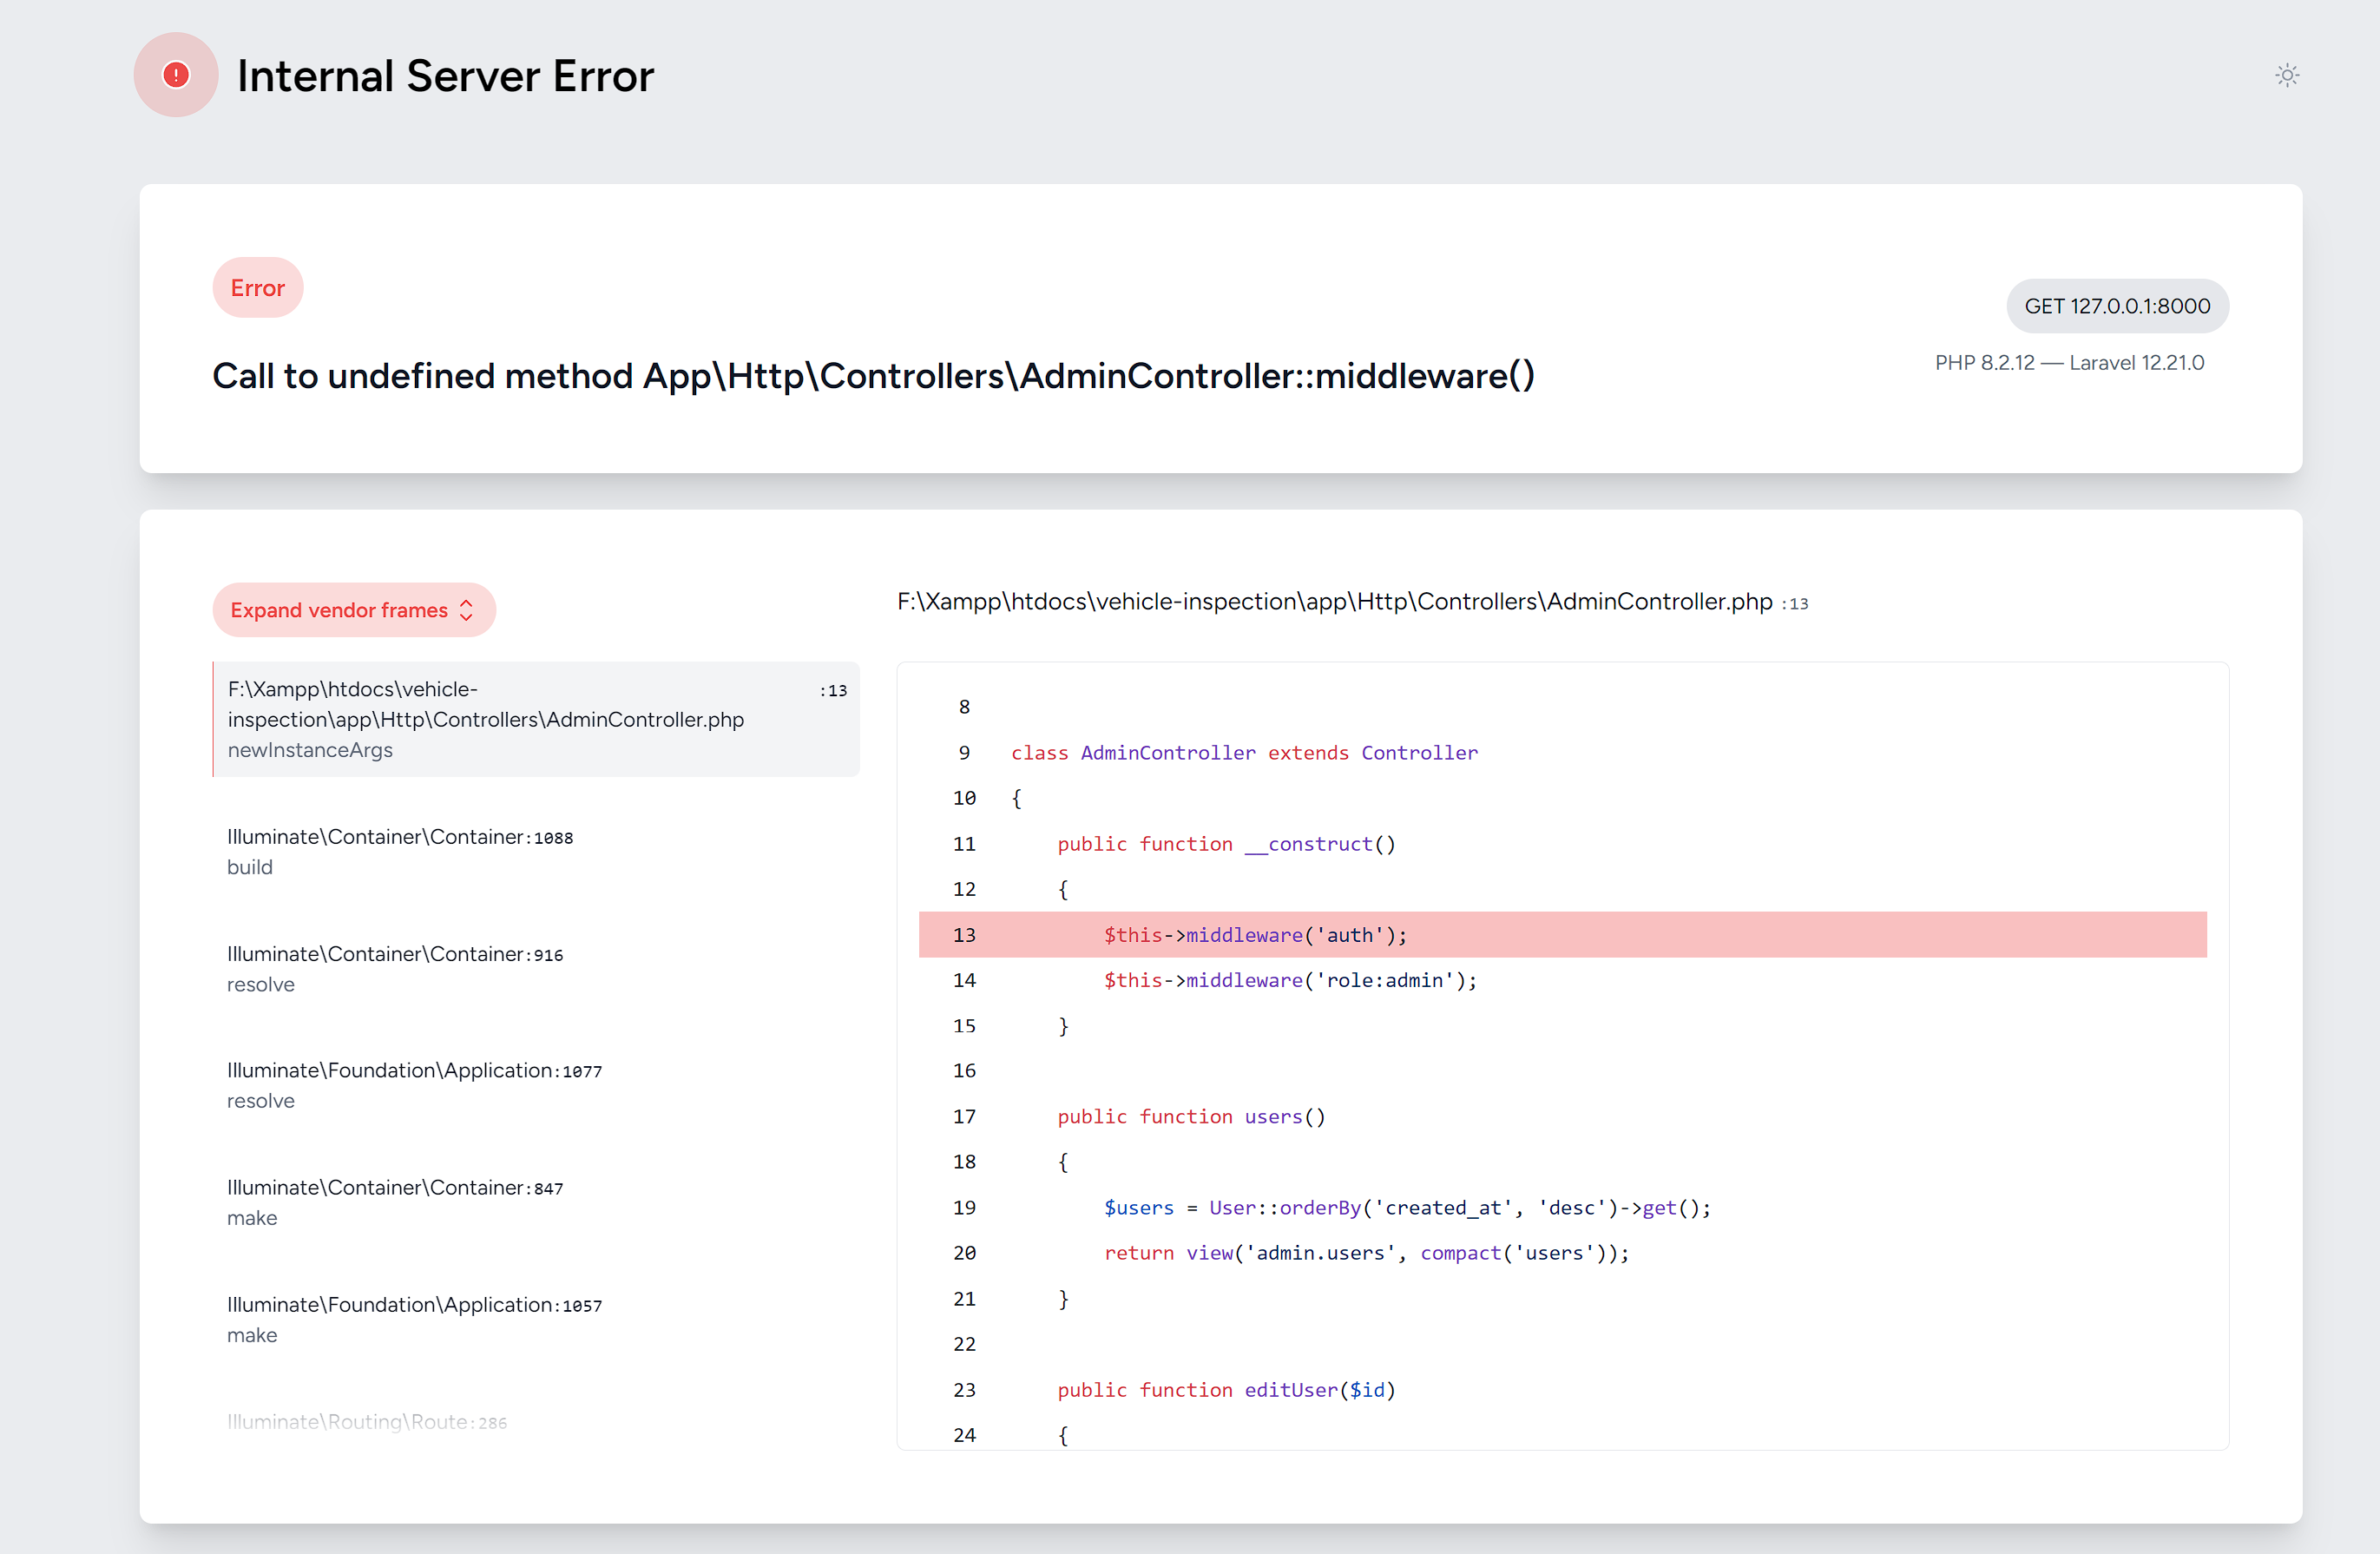 Internal Server Error
Error
GET 127.0.0.1:8000
Call to undefined method App\Http\Controllers\AdminController::middleware()
PHP 8.2.12 — Laravel 12.21.0
Expand vendor frames
F:\Xampp\htdocs\vehicle-
inspection\app\Http\Controllers\AdminController.php :13
newInstanceArgs
Illuminate\Container\Container:1088
build
Illuminate\Container\Container:916
resolve
Illuminate\Foundation\Application:1077
resolve
Illuminate\Container\Container:847
make
Illuminate\Foundation\Application:1057
make
Illuminate\Routing\Route:286
F:\Xampp\htdocs\vehicle-inspection\app\Http\Controllers\AdminController.php :13
8
9 class AdminController extends Controller
10 {
11     public function __construct()
12     {
13         $this->middleware('auth');
14         $this->middleware('role:admin');
15     }
16
17     public function users()
18     {
19         $users = User::orderBy('created_at', 'desc')->get();
20         return view('admin.users', compact('users'));
21     }
22
23     public function editUser($id)
24     {